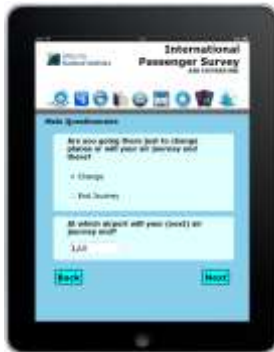 International
Passenger Survey
Main Questionnaire
Are you going there just to change
planes or will your air journey end
there?
Change
End Journey
At which airport will your (next) air
journey end?
Back
Next